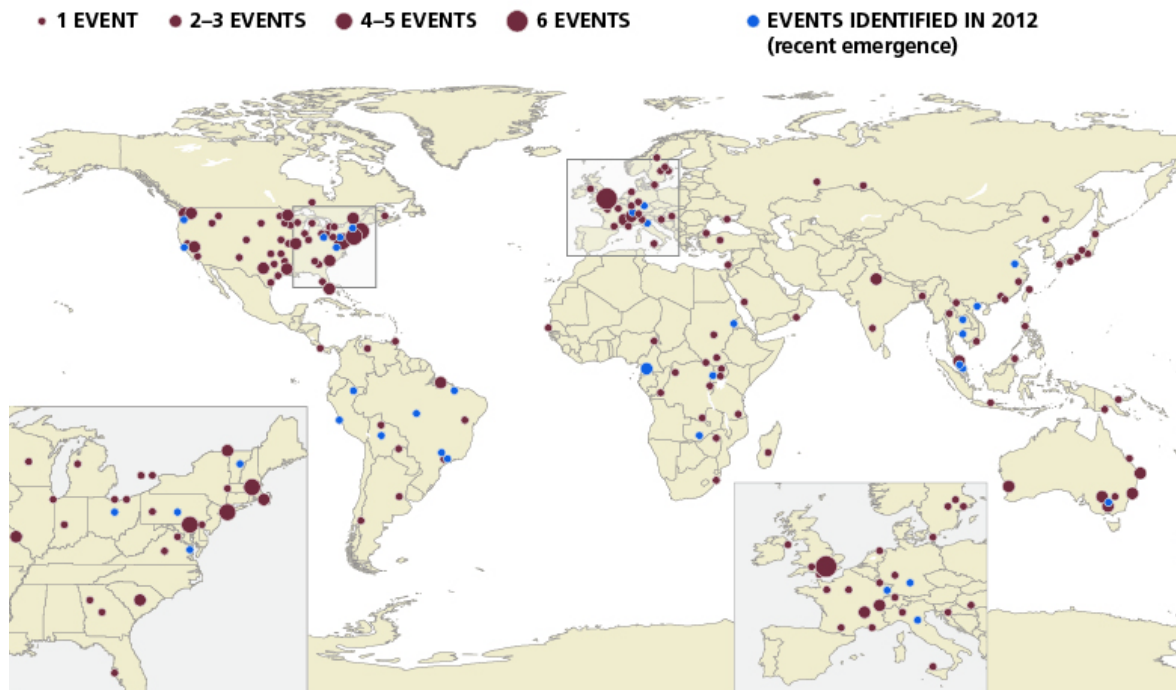 1 EVENT 2–3 EVENTS 4–5 EVENTS 6 EVENTS EVENTS IDENTIFIED IN 2012
(recent emergence)